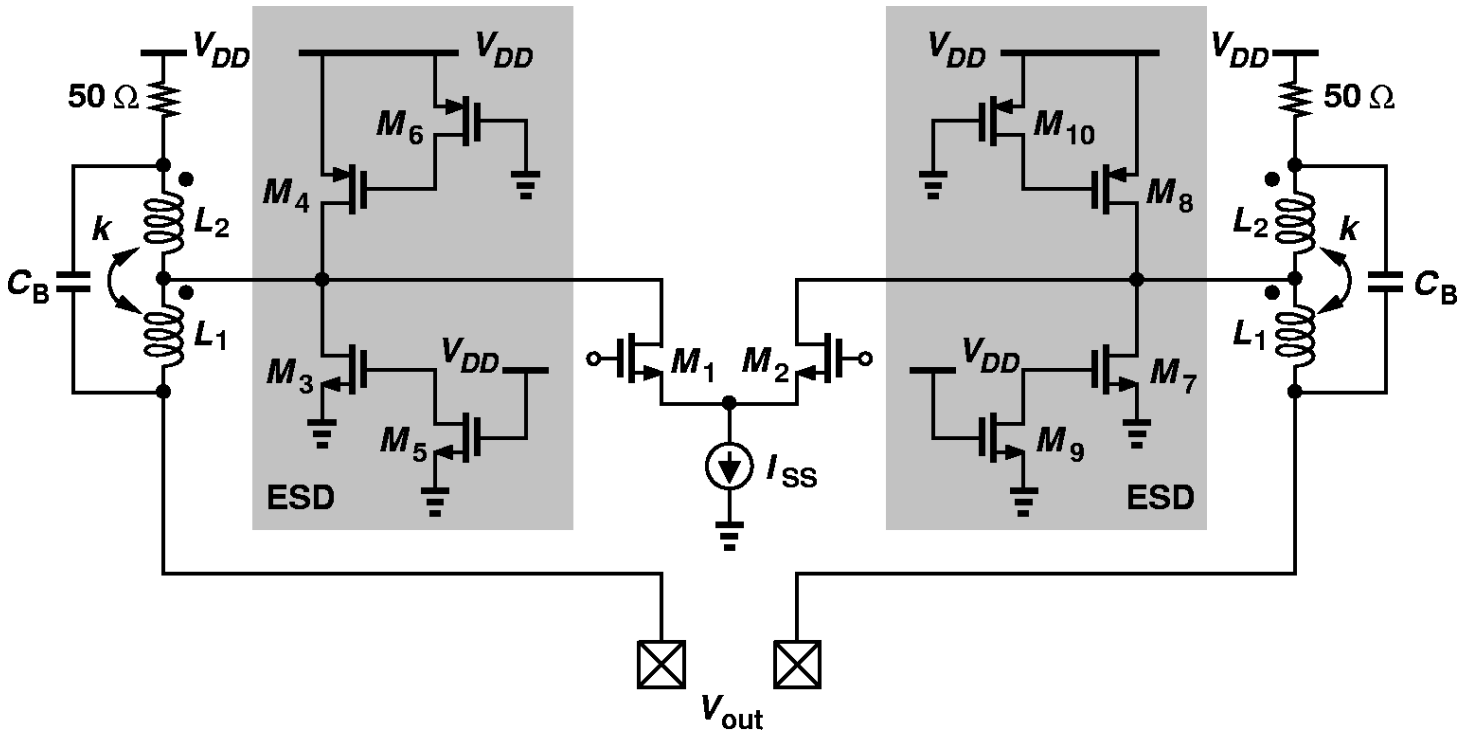 V_DD V_DD V_DD V_DD
50 Ω 50 Ω
M_6 M_10
M_4 M_8
L_2 L_2
k k
C_B C_B
L_1 L_1
V_DD V_DD
M_3 M_1 M_2 M_7
M_5 M_9
I_SS
ESD ESD
V_out